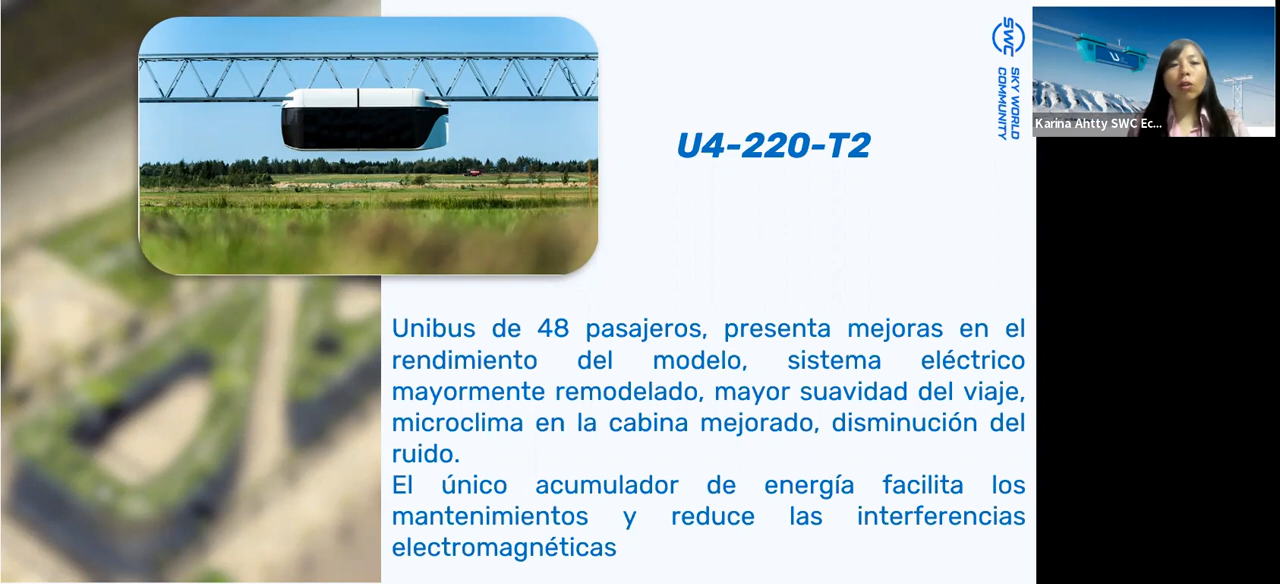 SWC
SKY WORLD
COMMUNITY
U
Karina Ahtty SWC Ec...
U4-220-T2
Unibus de 48 pasajeros, presenta mejoras en el
rendimiento del modelo, sistema eléctrico
mayormente remodelado, mayor suavidad del viaje,
microclima en la cabina mejorado, disminución del
ruido.
El único acumulador de energía facilita los
mantenimientos y reduce las interferencias
electromagnéticas